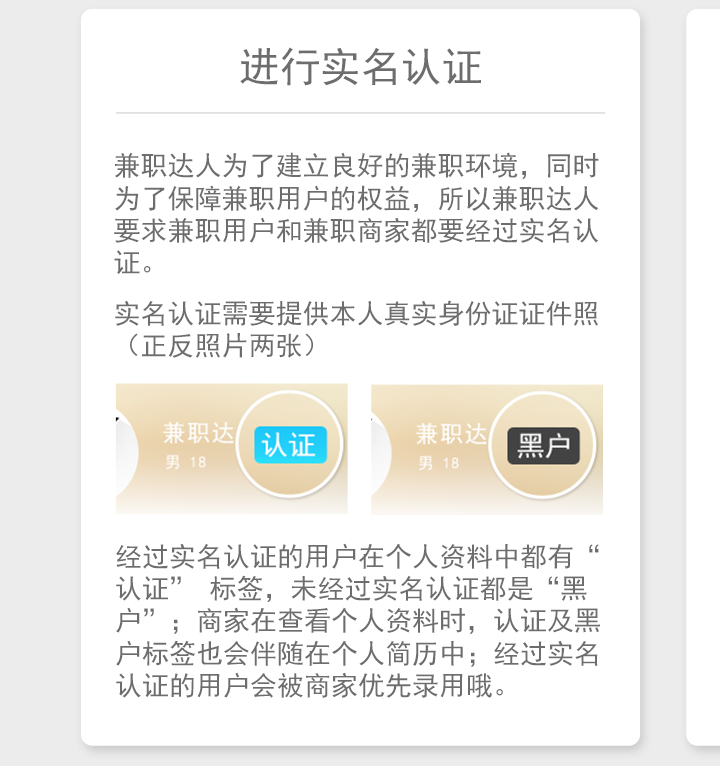 进行实名认证
兼职达人为了建立良好的兼职环境，同时
为了保障兼职用户的权益，所以兼职达人
要求兼职用户和兼职商家都要经过实名认
证。
实名认证需要提供本人真实身份证证件照
（正反照片两张）
兼职达
认证
男 18
兼职达
黑户
男 18
经过实名认证的用户在个人资料中都有“
认证” 标签，未经过实名认证都是“黑
户”；商家在查看个人资料时，认证及黑
户标签也会伴随在个人简历中；经过实名
认证的用户会被商家优先录用哦。